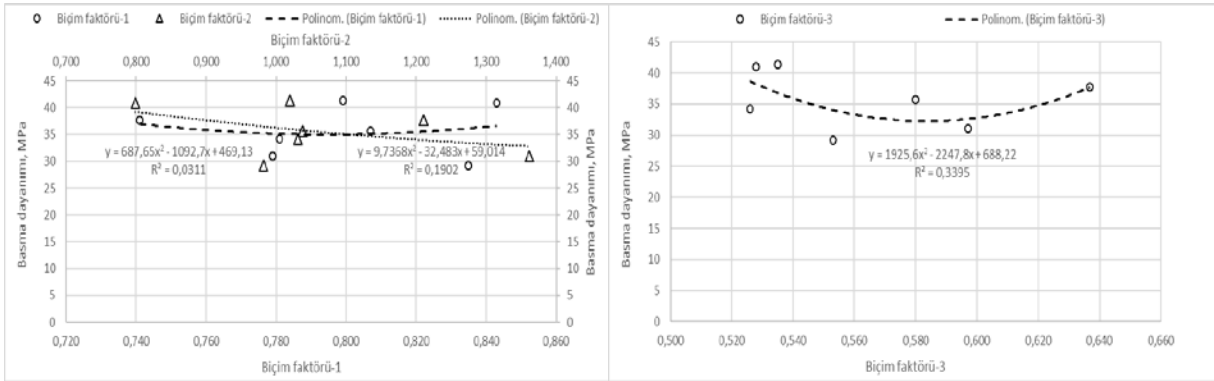 Biçim faktörü-1 Biçim faktörü-2 Polinom. (Biçim faktörü-1) Polinom. (Biçim faktörü-2)
Biçim faktörü-2
0,700 0,800 0,900 1,000 1,100 1,200 1,300 1,400
45 45
40 40
35 35
30 30
25 25
20 20
15 15
10 10
5 5
0 0
Basma dayanımı, MPa
Basma dayanımı, MPa
y = 687,65x² - 1092,7x + 469,13
R² = 0,0311
y = 9,7368x² - 32,483x + 59,014
R² = 0,1902
0,720 0,740 0,760 0,780 0,800 0,820 0,840 0,860
Biçim faktörü-1
Biçim faktörü-3 Polinom. (Biçim faktörü-3)
45
40
35
30
25
20
15
10
5
0
Basma dayanımı, MPa
y = 1925,6x² - 2247,8x + 688,22
R² = 0,3395
0,500 0,520 0,540 0,560 0,580 0,600 0,620 0,640 0,660
Biçim faktörü-3